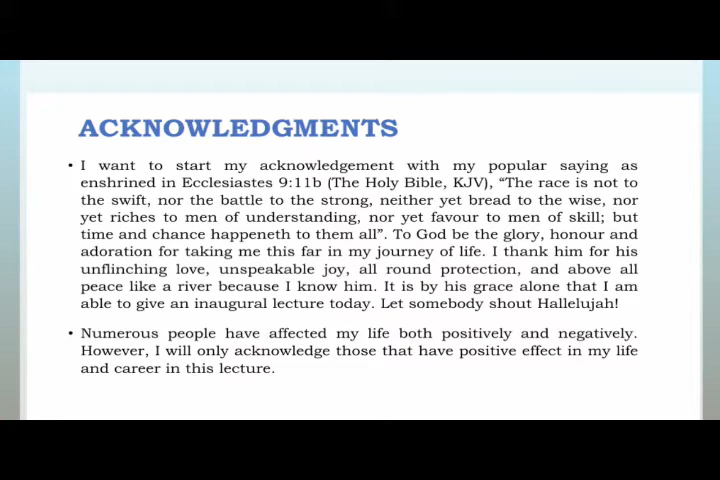 ACKNOWLEDGMENTS
• I want to start my acknowledgement with my popular saying as
enshrined in Ecclesiastes 9:11b (The Holy Bible, KJV), “The race is not to
the swift, nor the battle to the strong, neither yet bread to the wise, nor
yet riches to men of understanding, nor yet favour to men of skill; but
time and chance happeneth to them all”. To God be the glory, honour and
adoration for taking me this far in my journey of life. I thank him for his
unflinching love, unspeakable joy, all round protection, and above all
peace like a river because I know him. It is by his grace alone that I am
able to give an inaugural lecture today. Let somebody shout Hallelujah!
• Numerous people have affected my life both positively and negatively.
However, I will only acknowledge those that have positive effect in my life
and career in this lecture.